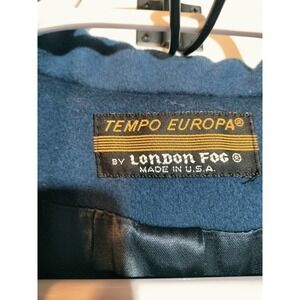 TEMPO EUROPA®
BY LONDON FOG ®
MADE IN U.S.A.